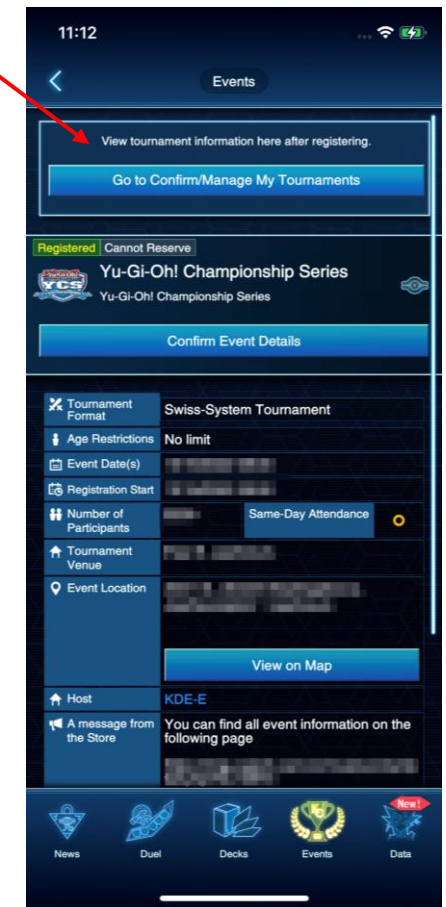 11:12
Events
View tournament information here after registering.
Go to Confirm/Manage My Tournaments
Registered Cannot Reserve
Yu-Gi-Oh! Championship Series
YCS
Yu-Gi-Oh! Championship Series
Confirm Event Details
Tournament
Format
Swiss-System Tournament
Age Restrictions No limit
Event Date(s)
Registration Start
Number of
Participants
Same-Day Attendance
Tournament
Venue
Event Location
View on Map
Host KDE-E
A message from
the Store
You can find all event information on the
following page
New!
News Duel Decks Events Data